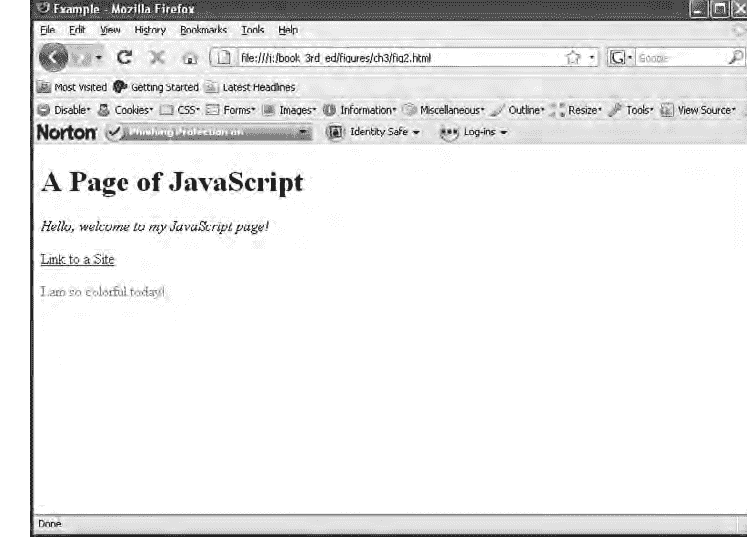 Example - Mozilla Firefox
File Edit View History Bookmarks Tools Help
file:///i:/book_3rd_ed/figures/ch3/fig2.html Google
Most Visited Getting Started Latest Headlines
Disable Cookies CSS Forms Images Information Miscellaneous Outline Resize Tools View Source
Norton Phishing Protection on Identity Safe Log-ins
A Page of JavaScript
Hello, welcome to my JavaScript page!
Link to a Site
I am so colorful today!
Done